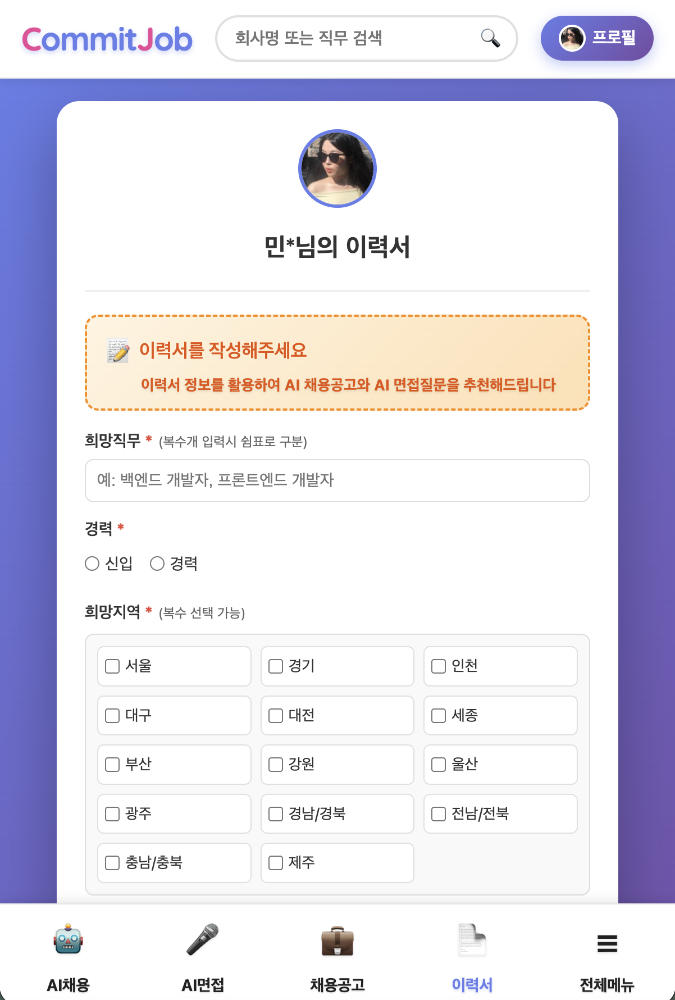 CommitJob
회사명 또는 직무 검색
프로필
민*님의 이력서
이력서를 작성해주세요
이력서 정보를 활용하여 AI 채용공고와 AI 면접질문을 추천해드립니다
희망직무 * (복수개 입력시 쉼표로 구분)
예: 백엔드 개발자, 프론트엔드 개발자
경력 *
신입 경력
희망지역 * (복수 선택 가능)
서울 경기 인천
대구 대전 세종
부산 강원 울산
광주 경남/경북 전남/전북
충남/충북 제주
AI채용 AI면접 채용공고 이력서 전체메뉴